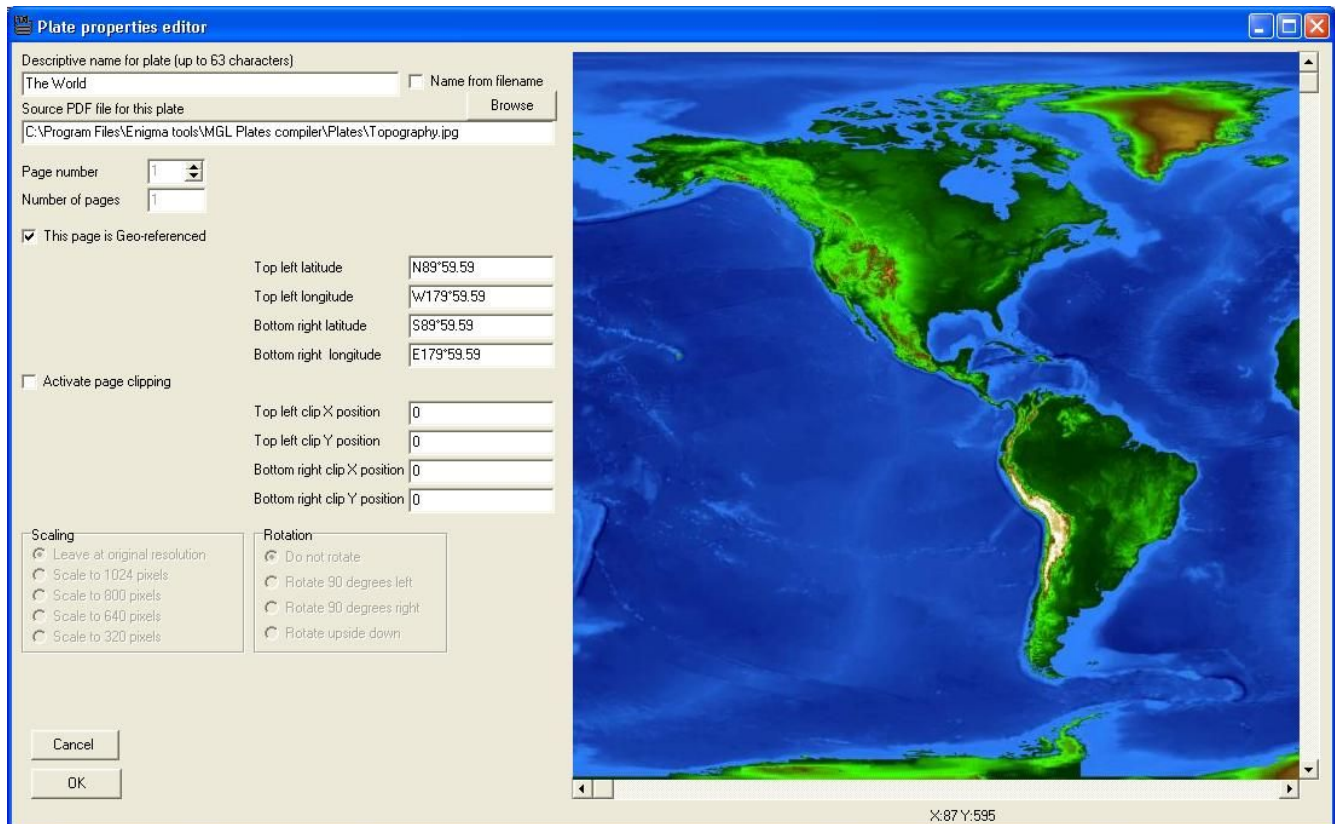 Plate properties editor
Descriptive name for plate (up to 63 characters)
The World
Name from filename
Source PDF file for this plate
Browse
C:\Program Files\Enigma tools\MGL Plates compiler\Plates\Topography.jpg
Page number 1
Number of pages 1
This page is Geo-referenced
Top left latitude N89*59.59
Top left longitude W179*59.59
Bottom right latitude S89*59.59
Bottom right longitude E179*59.59
Activate page clipping
Top left clip X position 0
Top left clip Y position 0
Bottom right clip X position 0
Bottom right clip Y position 0
Scaling
Leave at original resolution
Scale to 1024 pixels
Scale to 800 pixels
Scale to 640 pixels
Scale to 320 pixels
Rotation
Do not rotate
Rotate 90 degrees left
Rotate 90 degrees right
Rotate upside down
Cancel
OK
X:87 Y:595